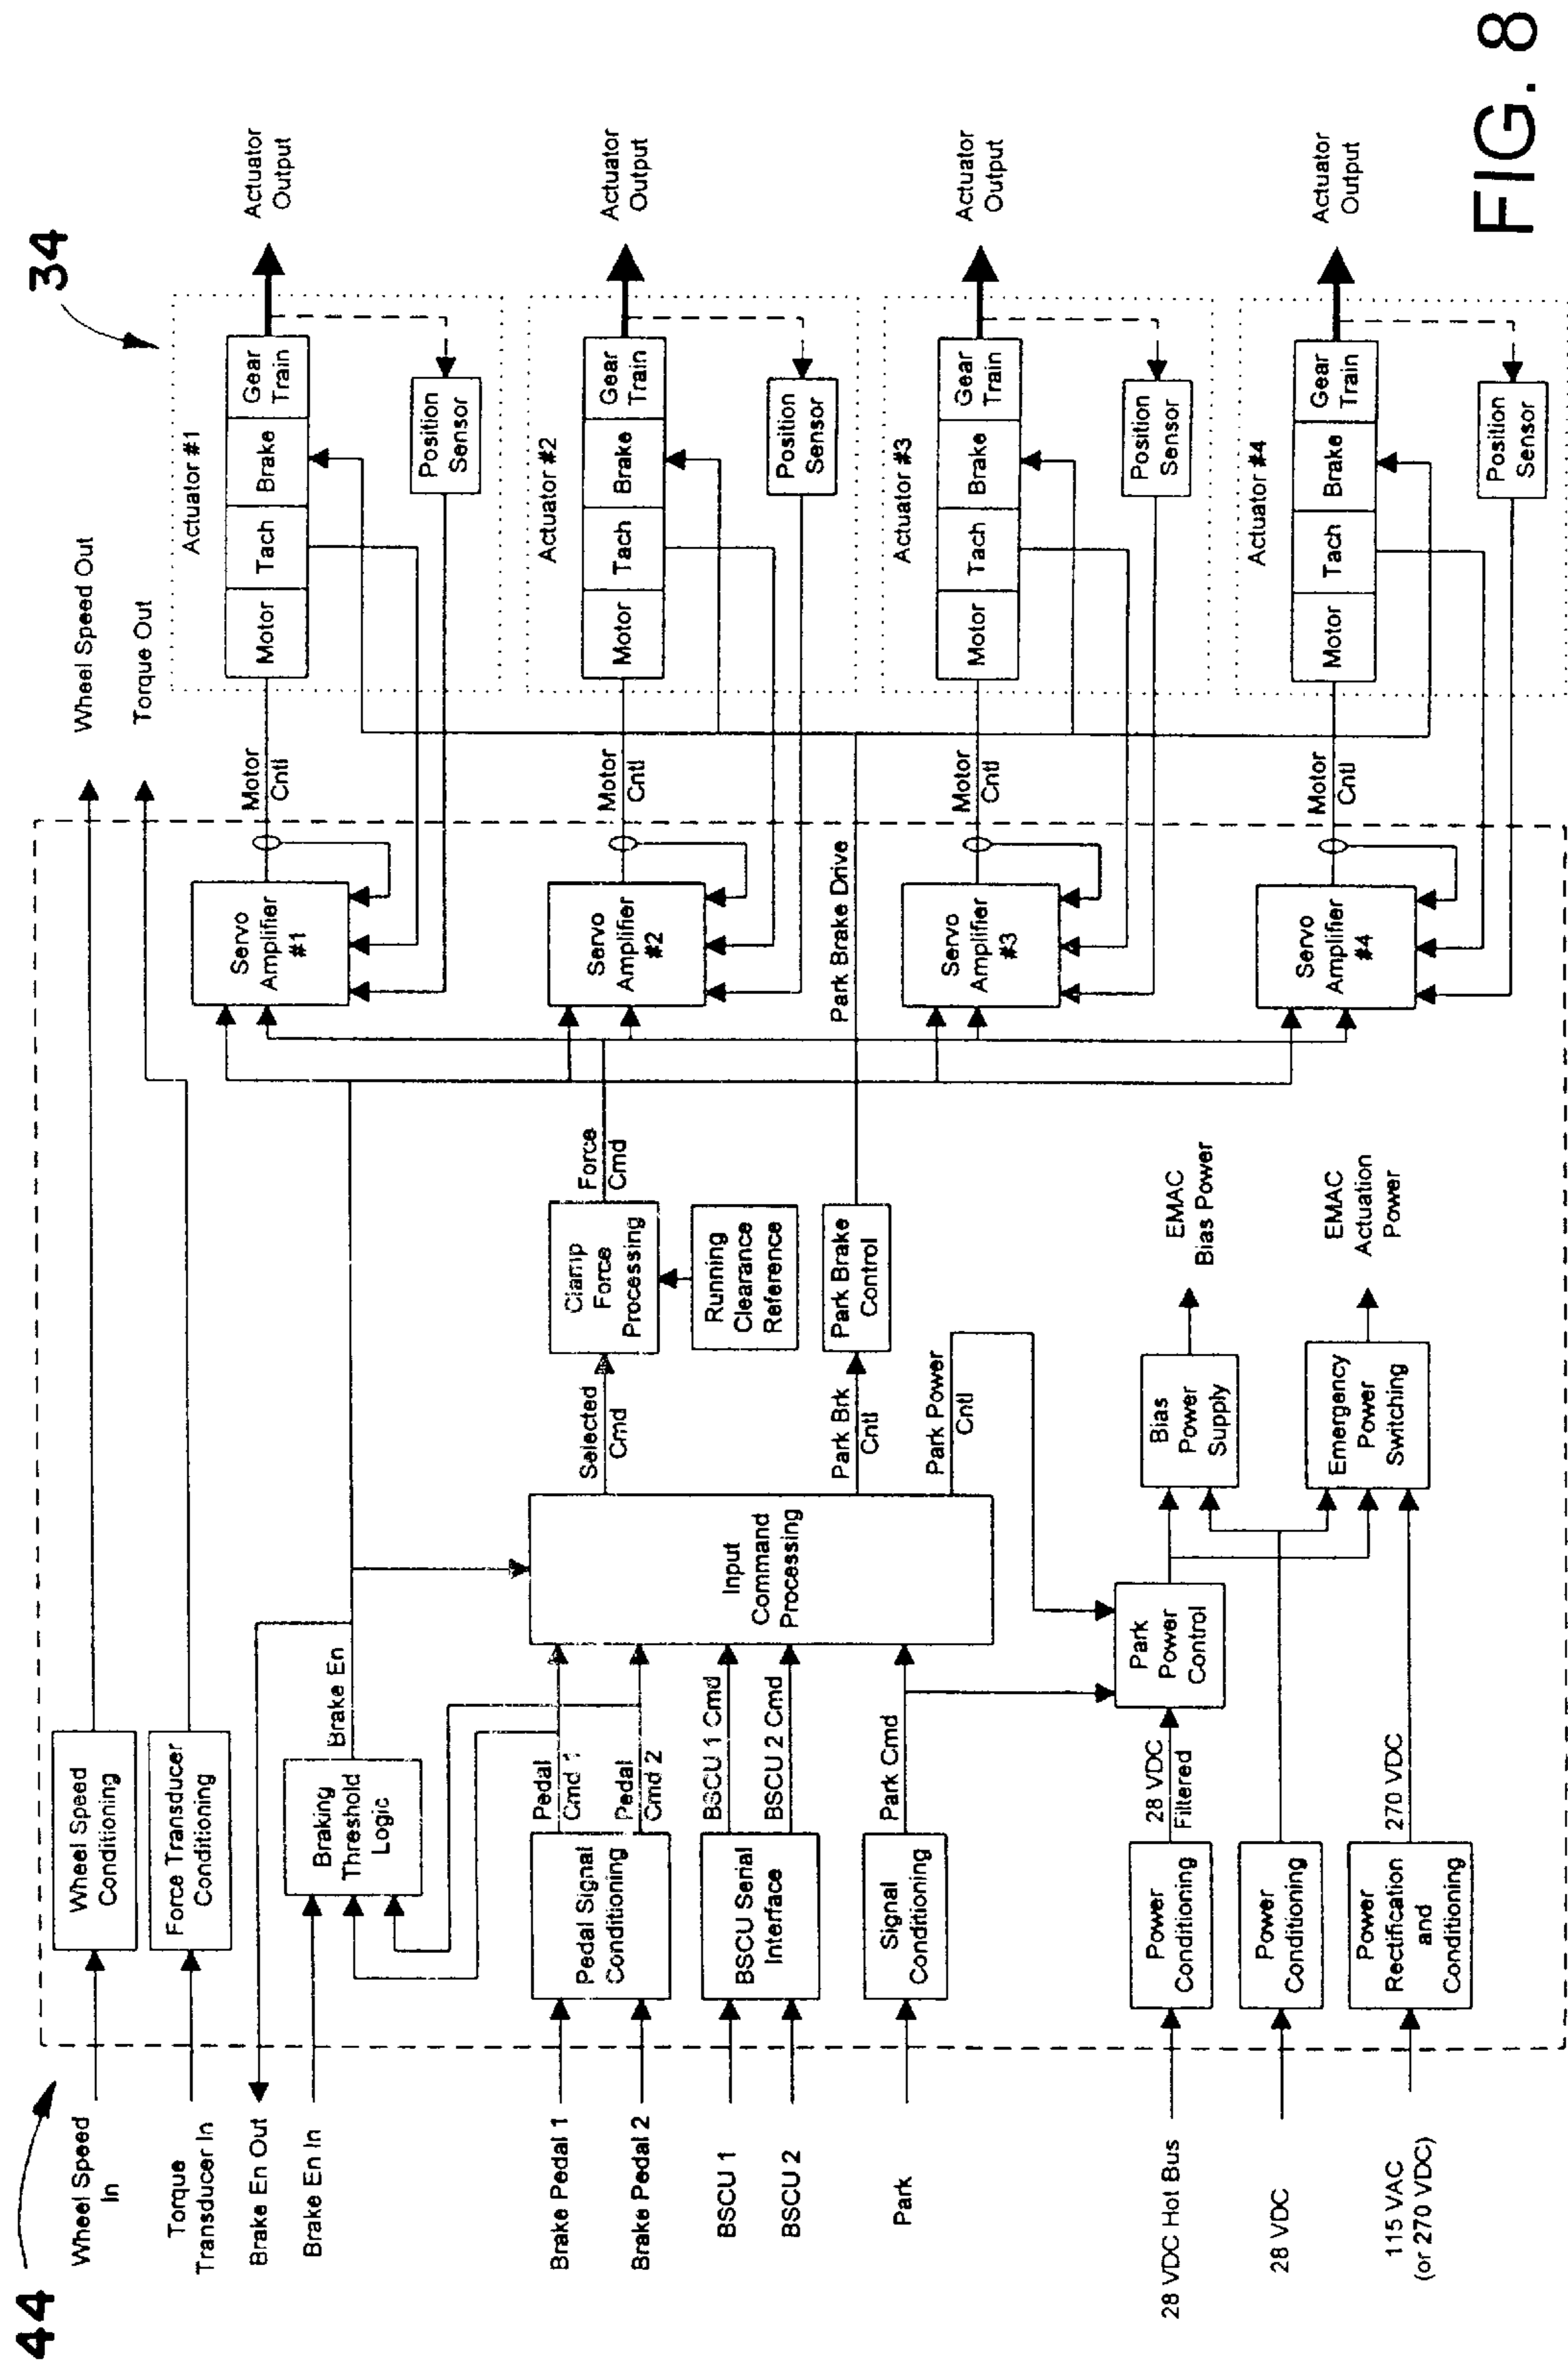 44
34
Wheel Speed
In
Torque
Transducer In
Brake En Out
Brake En In
Brake Pedal 1
Brake Pedal 2
BSCU 1
BSCU 2
Park
28 VDC Hot Bus
28 VDC
115 VAC
(or 270 VDC)
Wheel Speed
Conditioning
Force Transducer
Conditioning
Braking
Threshold
Logic
Brake En
Pedal Signal
Conditioning
Pedal
Cmd 1
Pedal
Cmd 2
BSCU Serial
Interface
BSCU 1 Cmd
BSCU 2 Cmd
Signal
Conditioning
Park Cmd
Power
Conditioning
28 VDC
Filtered
Power
Conditioning
Power
Rectification
and
Conditioning
270 VDC
Input
Command
Processing
Park
Power
Control
Selected
Cmd
Park Brk
Cntl
Park Power
Cntl
Clamp
Force
Processing
Running
Clearance
Reference
Park Brake
Control
Bias
Power
Supply
Emergency
Power
Switching
Force
Cmd
EMAC
Bias Power
EMAC
Actuation
Power
Park Brake Drive
Servo
Amplifier
#1
Servo
Amplifier
#2
Servo
Amplifier
#3
Servo
Amplifier
#4
Motor
Cntl
Motor
Cntl
Motor
Cntl
Motor
Cntl
Wheel Speed Out
Torque Out
Actuator #1
Motor
Tach
Brake
Gear
Train
Position
Sensor
Actuator
Output
Actuator #2
Motor
Tach
Brake
Gear
Train
Position
Sensor
Actuator
Output
Actuator #3
Motor
Tach
Brake
Gear
Train
Position
Sensor
Actuator
Output
Actuator #4
Motor
Tach
Brake
Gear
Train
Position
Sensor
Actuator
Output
FIG. 8